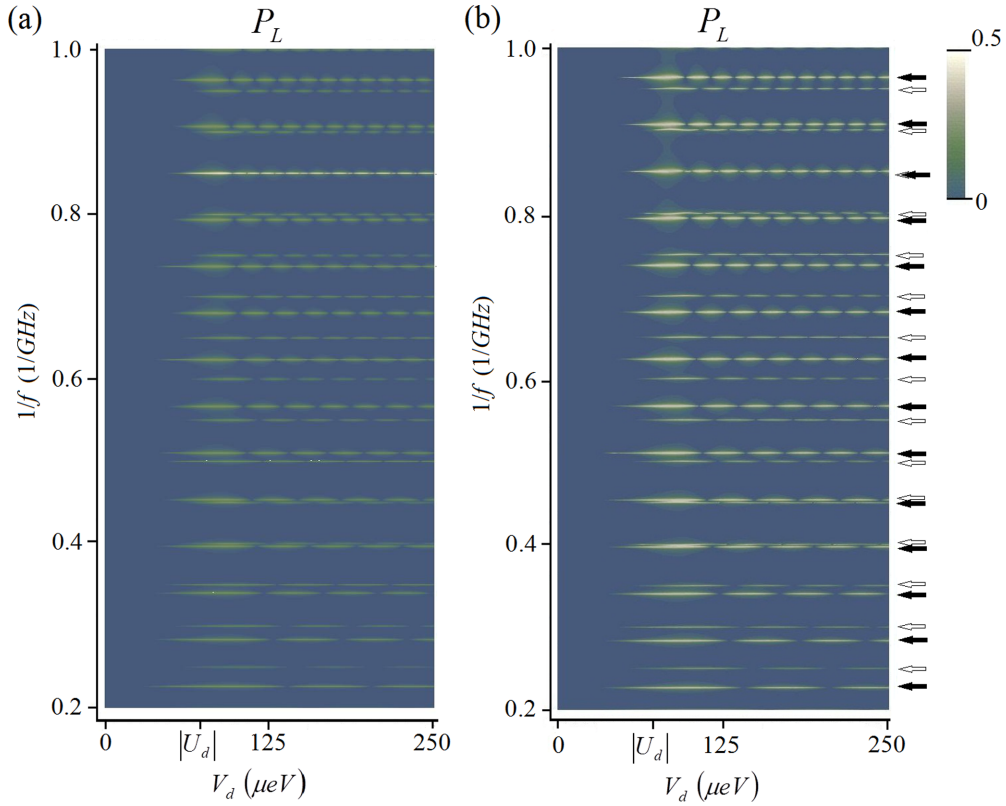 (a)
P_L
1.0
0.8
0.6
0.4
0.2
1/f (1/GHz)
0
|U_d|
125
250
V_d (μeV)
(b)
P_L
1.0
0.8
0.6
0.4
0.2
1/f (1/GHz)
0
|U_d|
125
250
V_d (μeV)
0.5
0